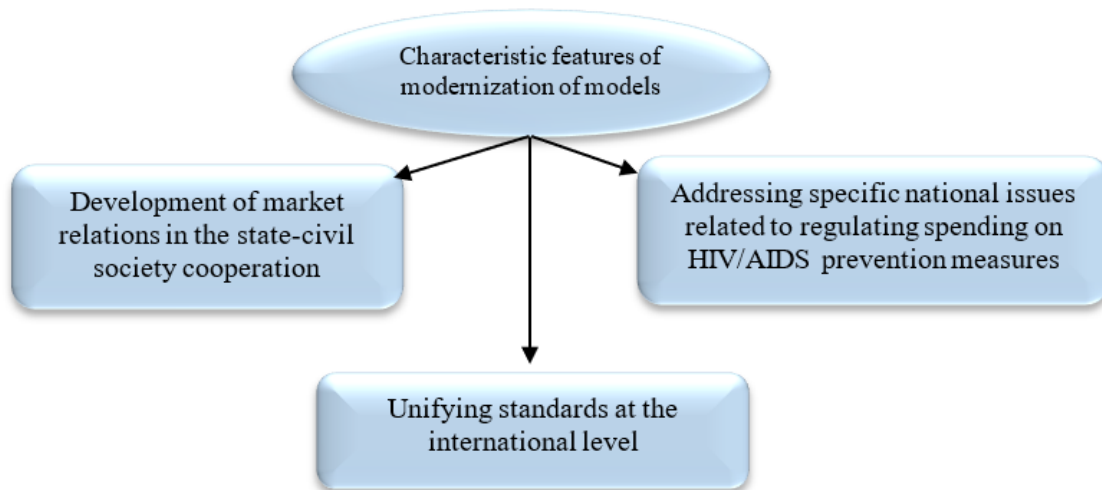 Characteristic features of
modernization of models
Development of market
relations in the state-civil
society cooperation
Addressing specific national issues
related to regulating spending on
HIV/AIDS prevention measures
Unifying standards at the
international level